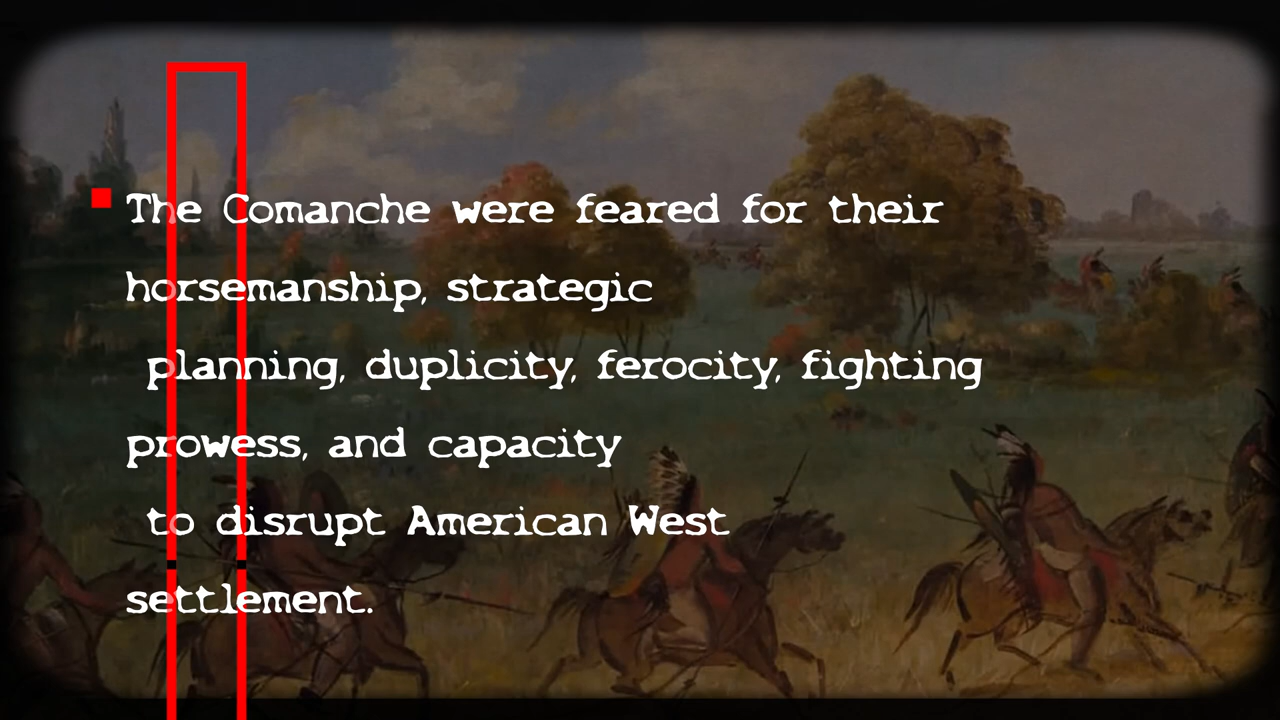 The Comanche were feared for their
horsemanship, strategic
planning, duplicity, ferocity, fighting
prowess, and capacity
to disrupt American West
settlement.